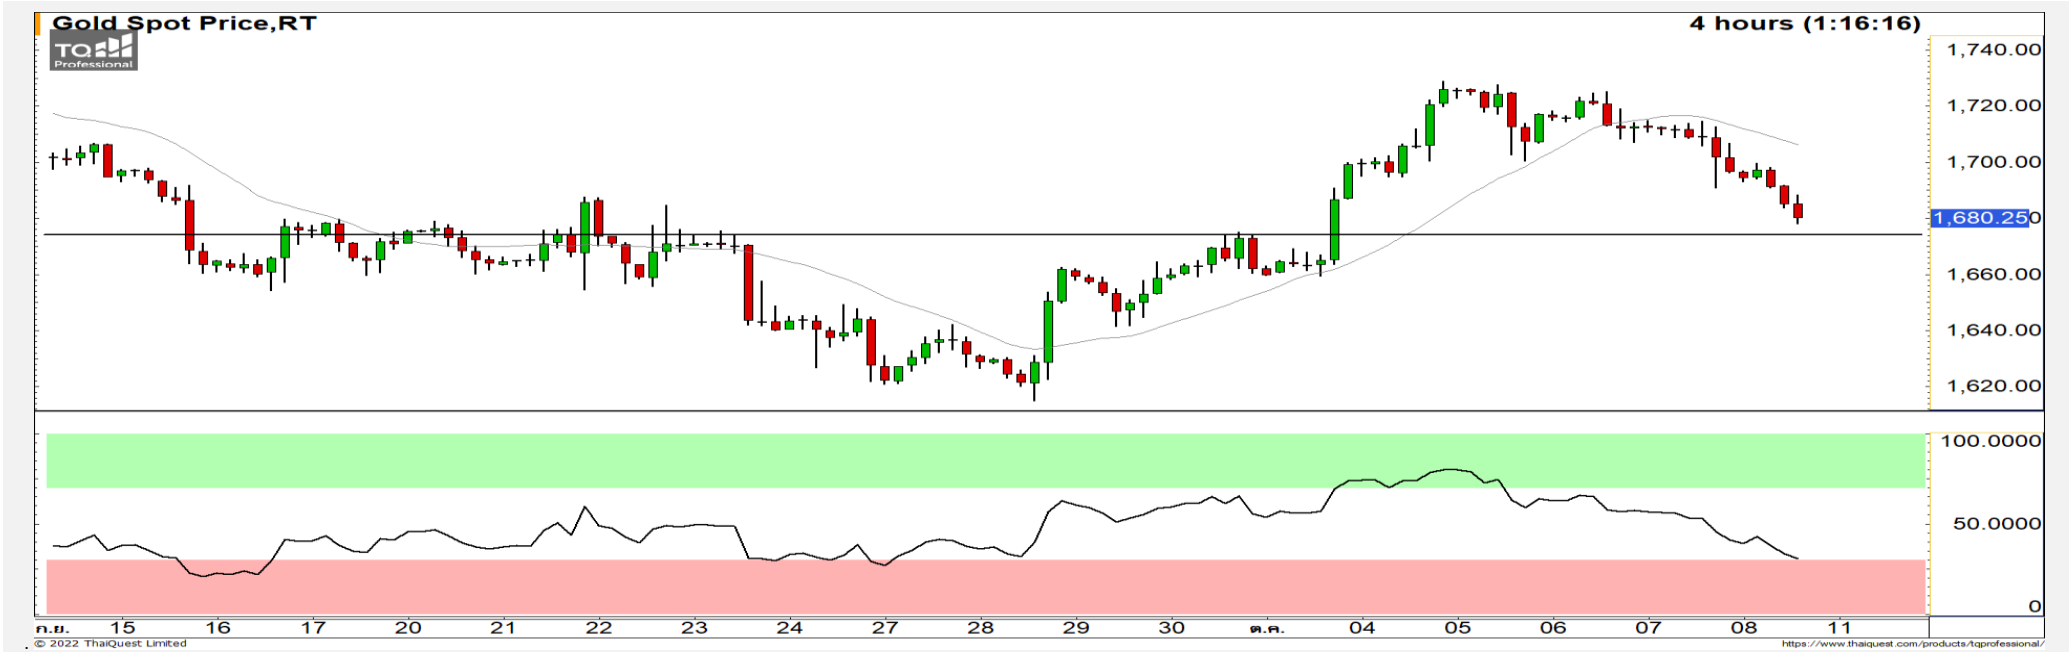 Gold Spot Price,RT
4 hours (1:16:16)
TQ
Professional
1,740.00
1,720.00
1,700.00
1,680.250
1,660.00
1,640.00
1,620.00
100.0000
50.0000
0
ก.ย. 15 16 17 20 21 22 23 24 27 28 29 30 ต.ค. 04 05 06 07 08 11
© 2022 ThaiQuest Limited
https://www.thaiquest.com/products/tqprofessional/